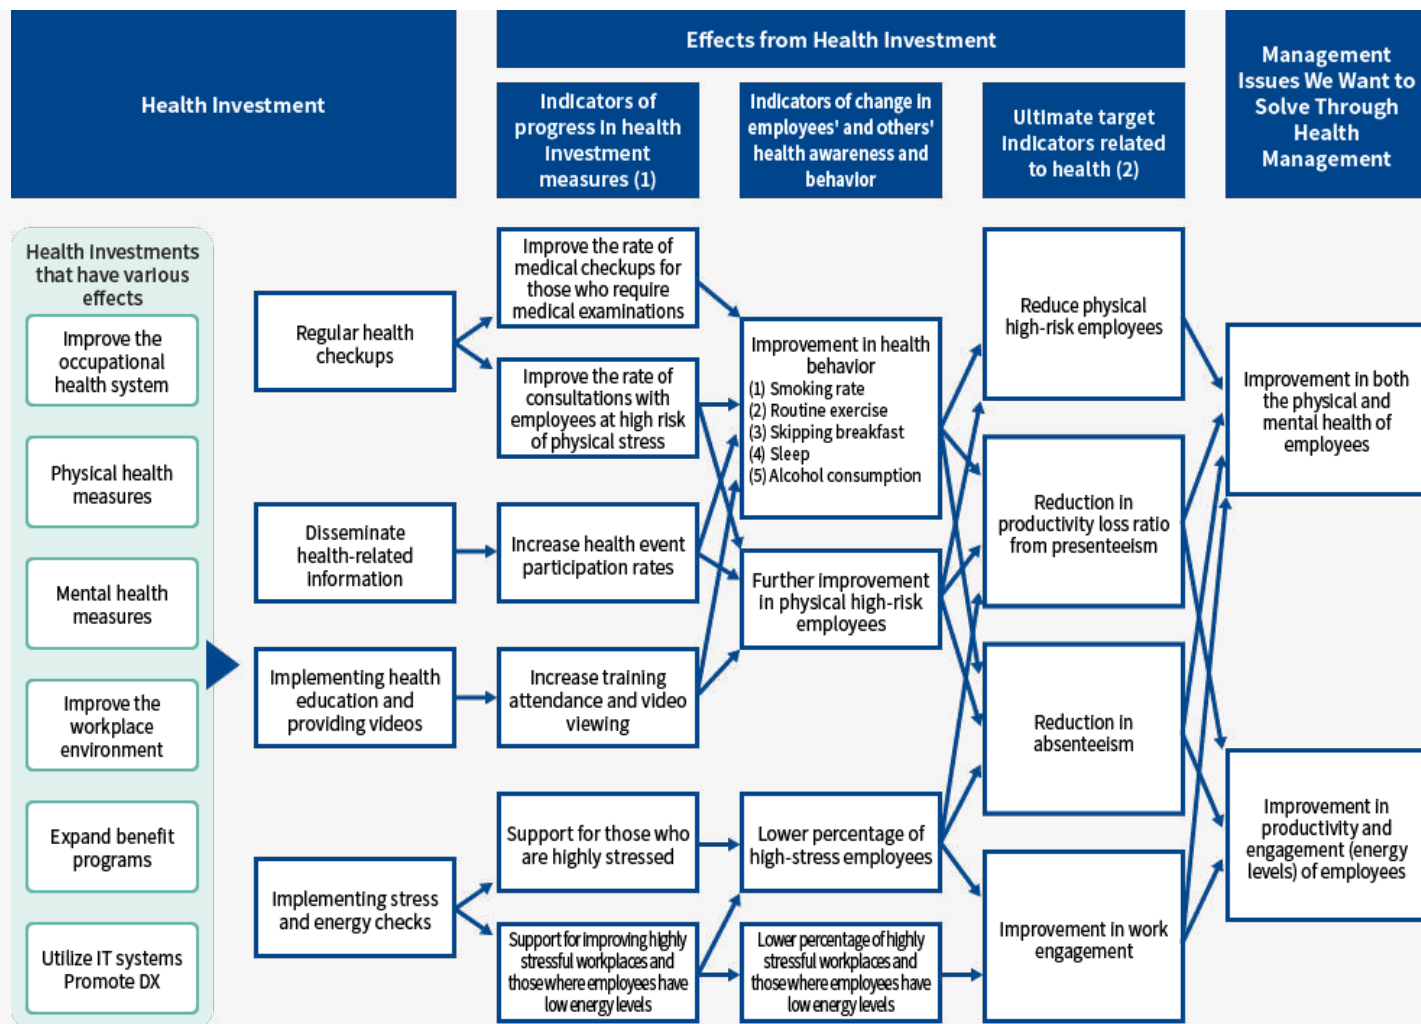 Health Investment
Effects from Health Investment
Indicators of
progress in health
Investment
measures (1)
Indicators of change in
employees' and others'
health awareness and
behavior
Ultimate target
Indicators related
to health (2)
Management
Issues We Want to
Solve Through
Health
Management
Health Investments
that have various
effects
Improve the
occupational
health system
Physical health
measures
Mental health
measures
Improve the
workplace
environment
Expand benefit
programs
Utilize IT systems
Promote DX
Regular health
checkups
Disseminate
health-related
information
Implementing health
education and
providing videos
Implementing stress
and energy checks
Improve the rate of
medical checkups for
those who require
medical examinations
Improve the rate of
consultations with
employees at high risk
of physical stress
Increase health event
participation rates
Increase training
attendance and video
viewing
Support for those who
are highly stressed
Support for improving highly
stressful workplaces and
those where employees have
low energy levels
Improvement in health
behavior
(1) Smoking rate
(2) Routine exercise
(3) Skipping breakfast
(4) Sleep
(5) Alcohol consumption
Further improvement
in physical high-risk
employees
Lower percentage of
high-stress employees
Lower percentage of highly
stressful workplaces and
those where employees have
low energy levels
Reduce physical
high-risk employees
Reduction in
productivity loss ratio
from presenteeism
Reduction in
absenteeism
Improvement in work
engagement
Improvement in both
the physical and
mental health of
employees
Improvement in
productivity and
engagement (energy
levels) of employees